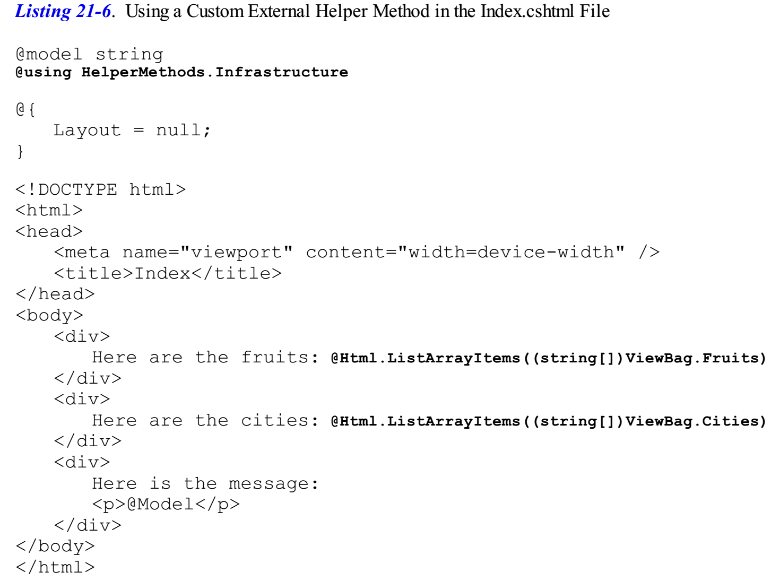 Listing 21-6. Using a Custom External Helper Method in the Index.cshtml File
@model string
@using HelperMethods.Infrastructure
@{
    Layout = null;
}
<!DOCTYPE html>
<html>
<head>
    <meta name="viewport" content="width=device-width" />
    <title>Index</title>
</head>
<body>
    <div>
        Here are the fruits: @Html.ListArrayItems((string[])ViewBag.Fruits)
    </div>
    <div>
        Here are the cities: @Html.ListArrayItems((string[])ViewBag.Cities)
    </div>
    <div>
        Here is the message:
        <p>@Model</p>
    </div>
</body>
</html>